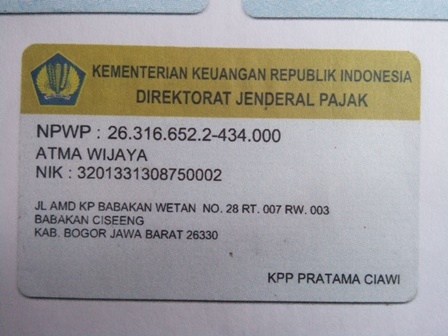 KEMENTERIAN KEUANGAN REPUBLIK INDONESIA
DIREKTORAT JENDERAL PAJAK
NPWP : 26.316.652.2-434.000
ATMA WIJAYA
NIK : 3201331308750002
JL AMD KP BABAKAN WETAN NO. 28 RT. 007 RW. 003
BABAKAN CISEENG
KAB. BOGOR JAWA BARAT 26330
KPP PRATAMA CIAWI